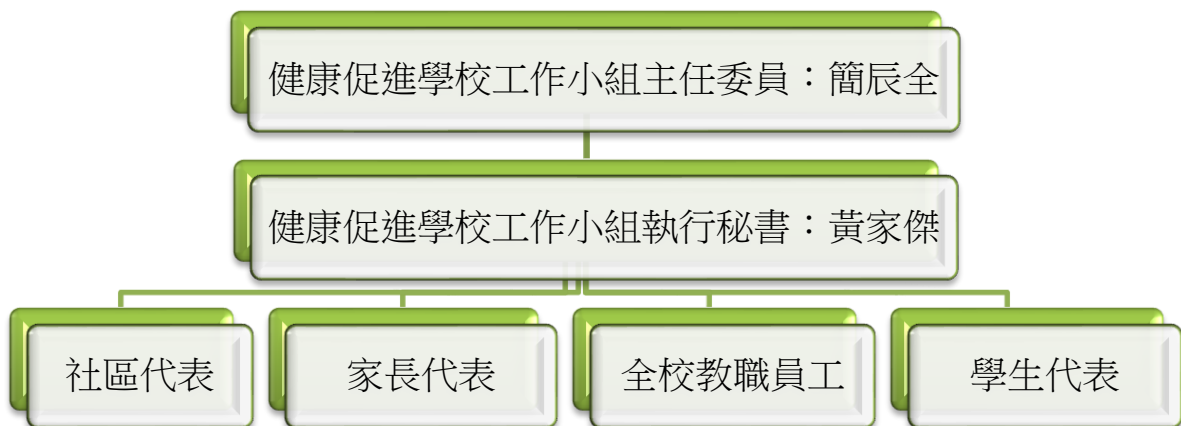 健康促進學校工作小組主任委員：簡辰全
健康促進學校工作小組執行秘書：黃家傑
社區代表
家長代表
全校教職員工
學生代表